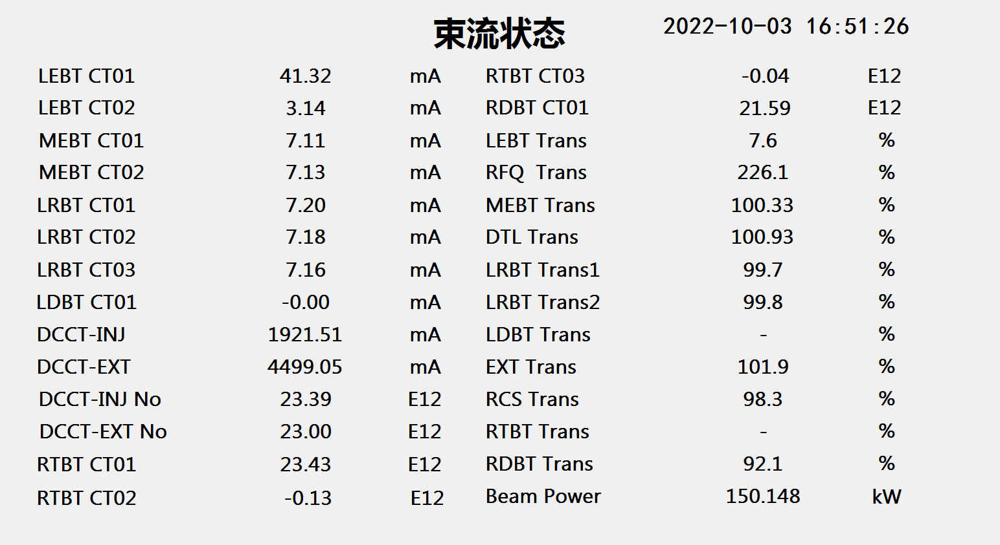 束流状态 2022-10-03 16:51:26
LEBT CT01 41.32 mA RTBT CT03 -0.04 E12
LEBT CT02 3.14 mA RDBT CT01 21.59 E12
MEBT CT01 7.11 mA LEBT Trans 7.6 %
MEBT CT02 7.13 mA RFQ Trans 226.1 %
LRBT CT01 7.20 mA MEBT Trans 100.33 %
LRBT CT02 7.18 mA DTL Trans 100.93 %
LRBT CT03 7.16 mA LRBT Trans1 99.7 %
LDBT CT01 -0.00 mA LRBT Trans2 99.8 %
DCCT-INJ 1921.51 mA LDBT Trans - %
DCCT-EXT 4499.05 mA EXT Trans 101.9 %
DCCT-INJ No 23.39 E12 RCS Trans 98.3 %
DCCT-EXT No 23.00 E12 RTBT Trans - %
RTBT CT01 23.43 E12 RDBT Trans 92.1 %
RTBT CT02 -0.13 E12 Beam Power 150.148 kW